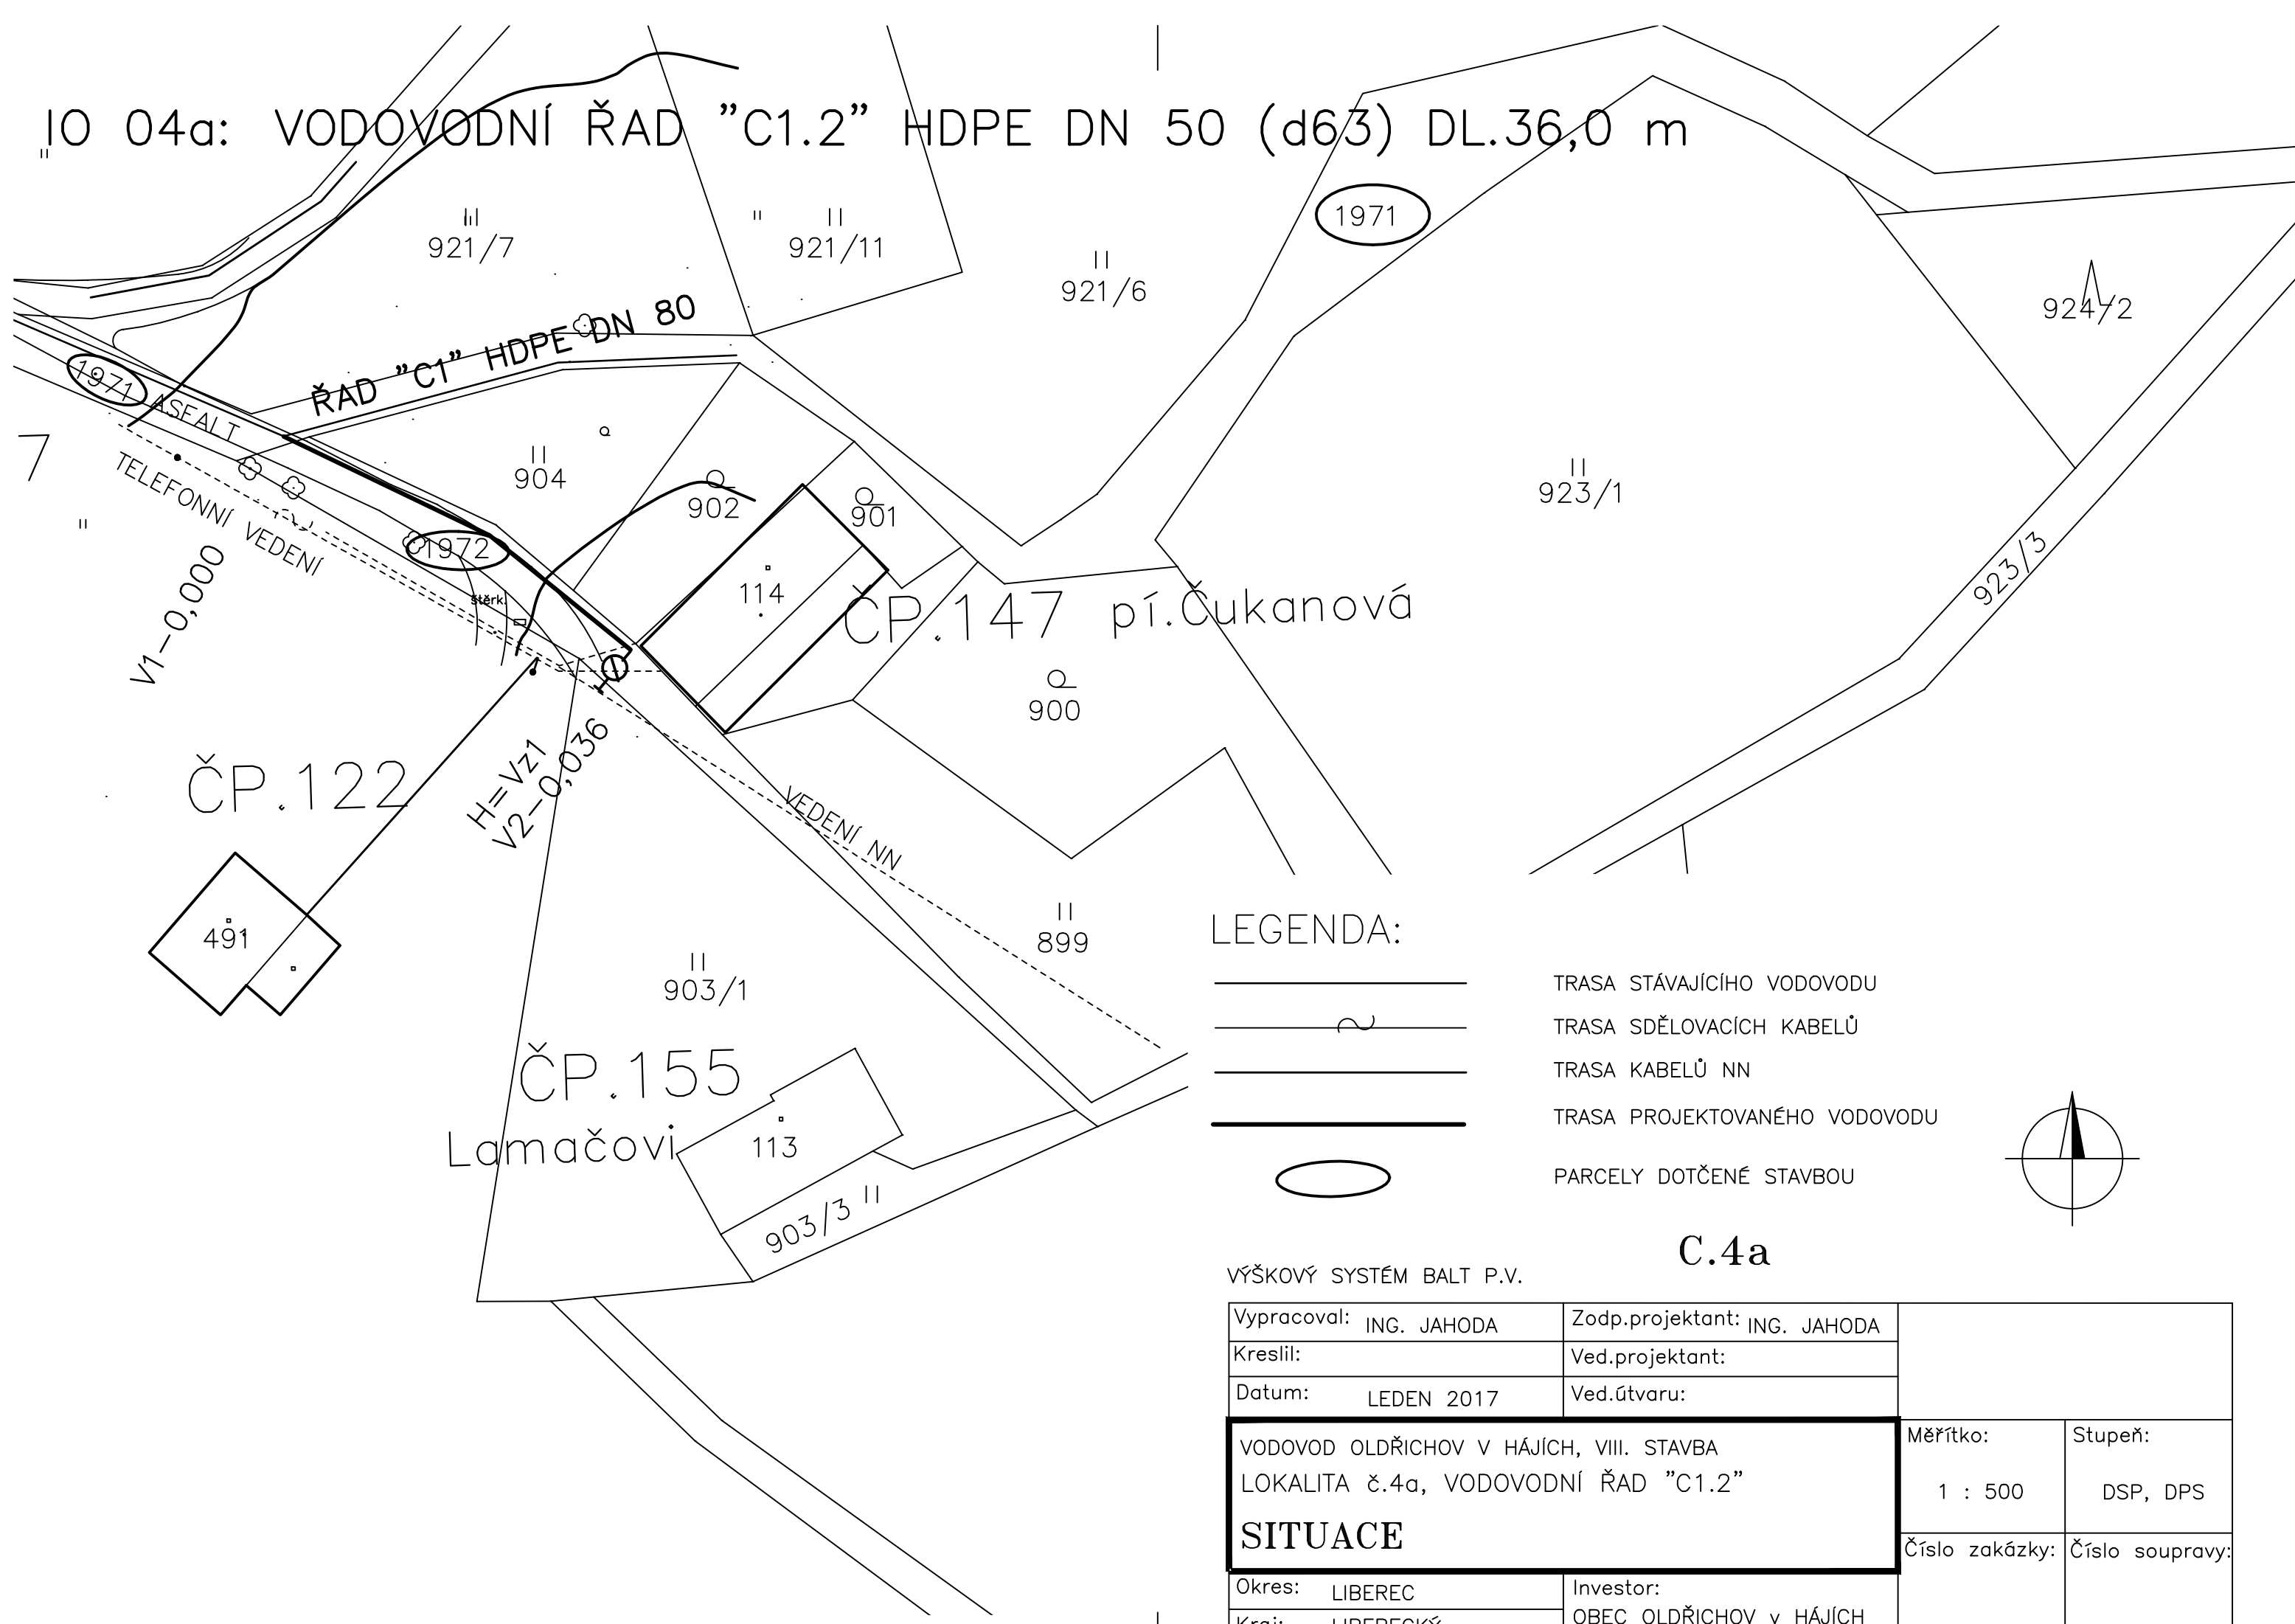 IO 04a: VODOVODNÍ ŘAD "C1.2" HDPE DN 50 (d63) DL.36,0 m
921/7
921/11
921/6
1971
924/2
ŘAD "C1" HDPE DN 80
1971
ASFALT
7
TELEFONNÍ VEDENÍ
904
902
901
923/1
1972
923/3
štěrk.
114
V1-0,000
ČP.147 pí.Čukanová
900
ČP.122
H=Vz1
V2-0,036
VEDENÍ NN
491
899
903/1
ČP.155
Lamačovi
113
903/3
LEGENDA:
TRASA STÁVAJÍCÍHO VODOVODU
TRASA SDĚLOVACÍCH KABELŮ
TRASA KABELŮ NN
TRASA PROJEKTOVANÉHO VODOVODU
PARCELY DOTČENÉ STAVBOU
C.4a
VÝŠKOVÝ SYSTÉM BALT P.V.
Vypracoval: ING. JAHODA
Zodp.projektant: ING. JAHODA
Kreslil:
Ved.projektant:
Datum: LEDEN 2017
Ved.útvaru:
VODOVOD OLDŘICHOV V HÁJÍCH, VIII. STAVBA
LOKALITA č.4a, VODOVODNÍ ŘAD "C1.2"
SITUACE
Měřítko:
1 : 500
Stupeň:
DSP, DPS
Číslo zakázky:
Číslo soupravy:
Okres: LIBEREC
Investor:
OBEC OLDŘICHOV v HÁJÍCH
Kraj: LIBERECKÝ